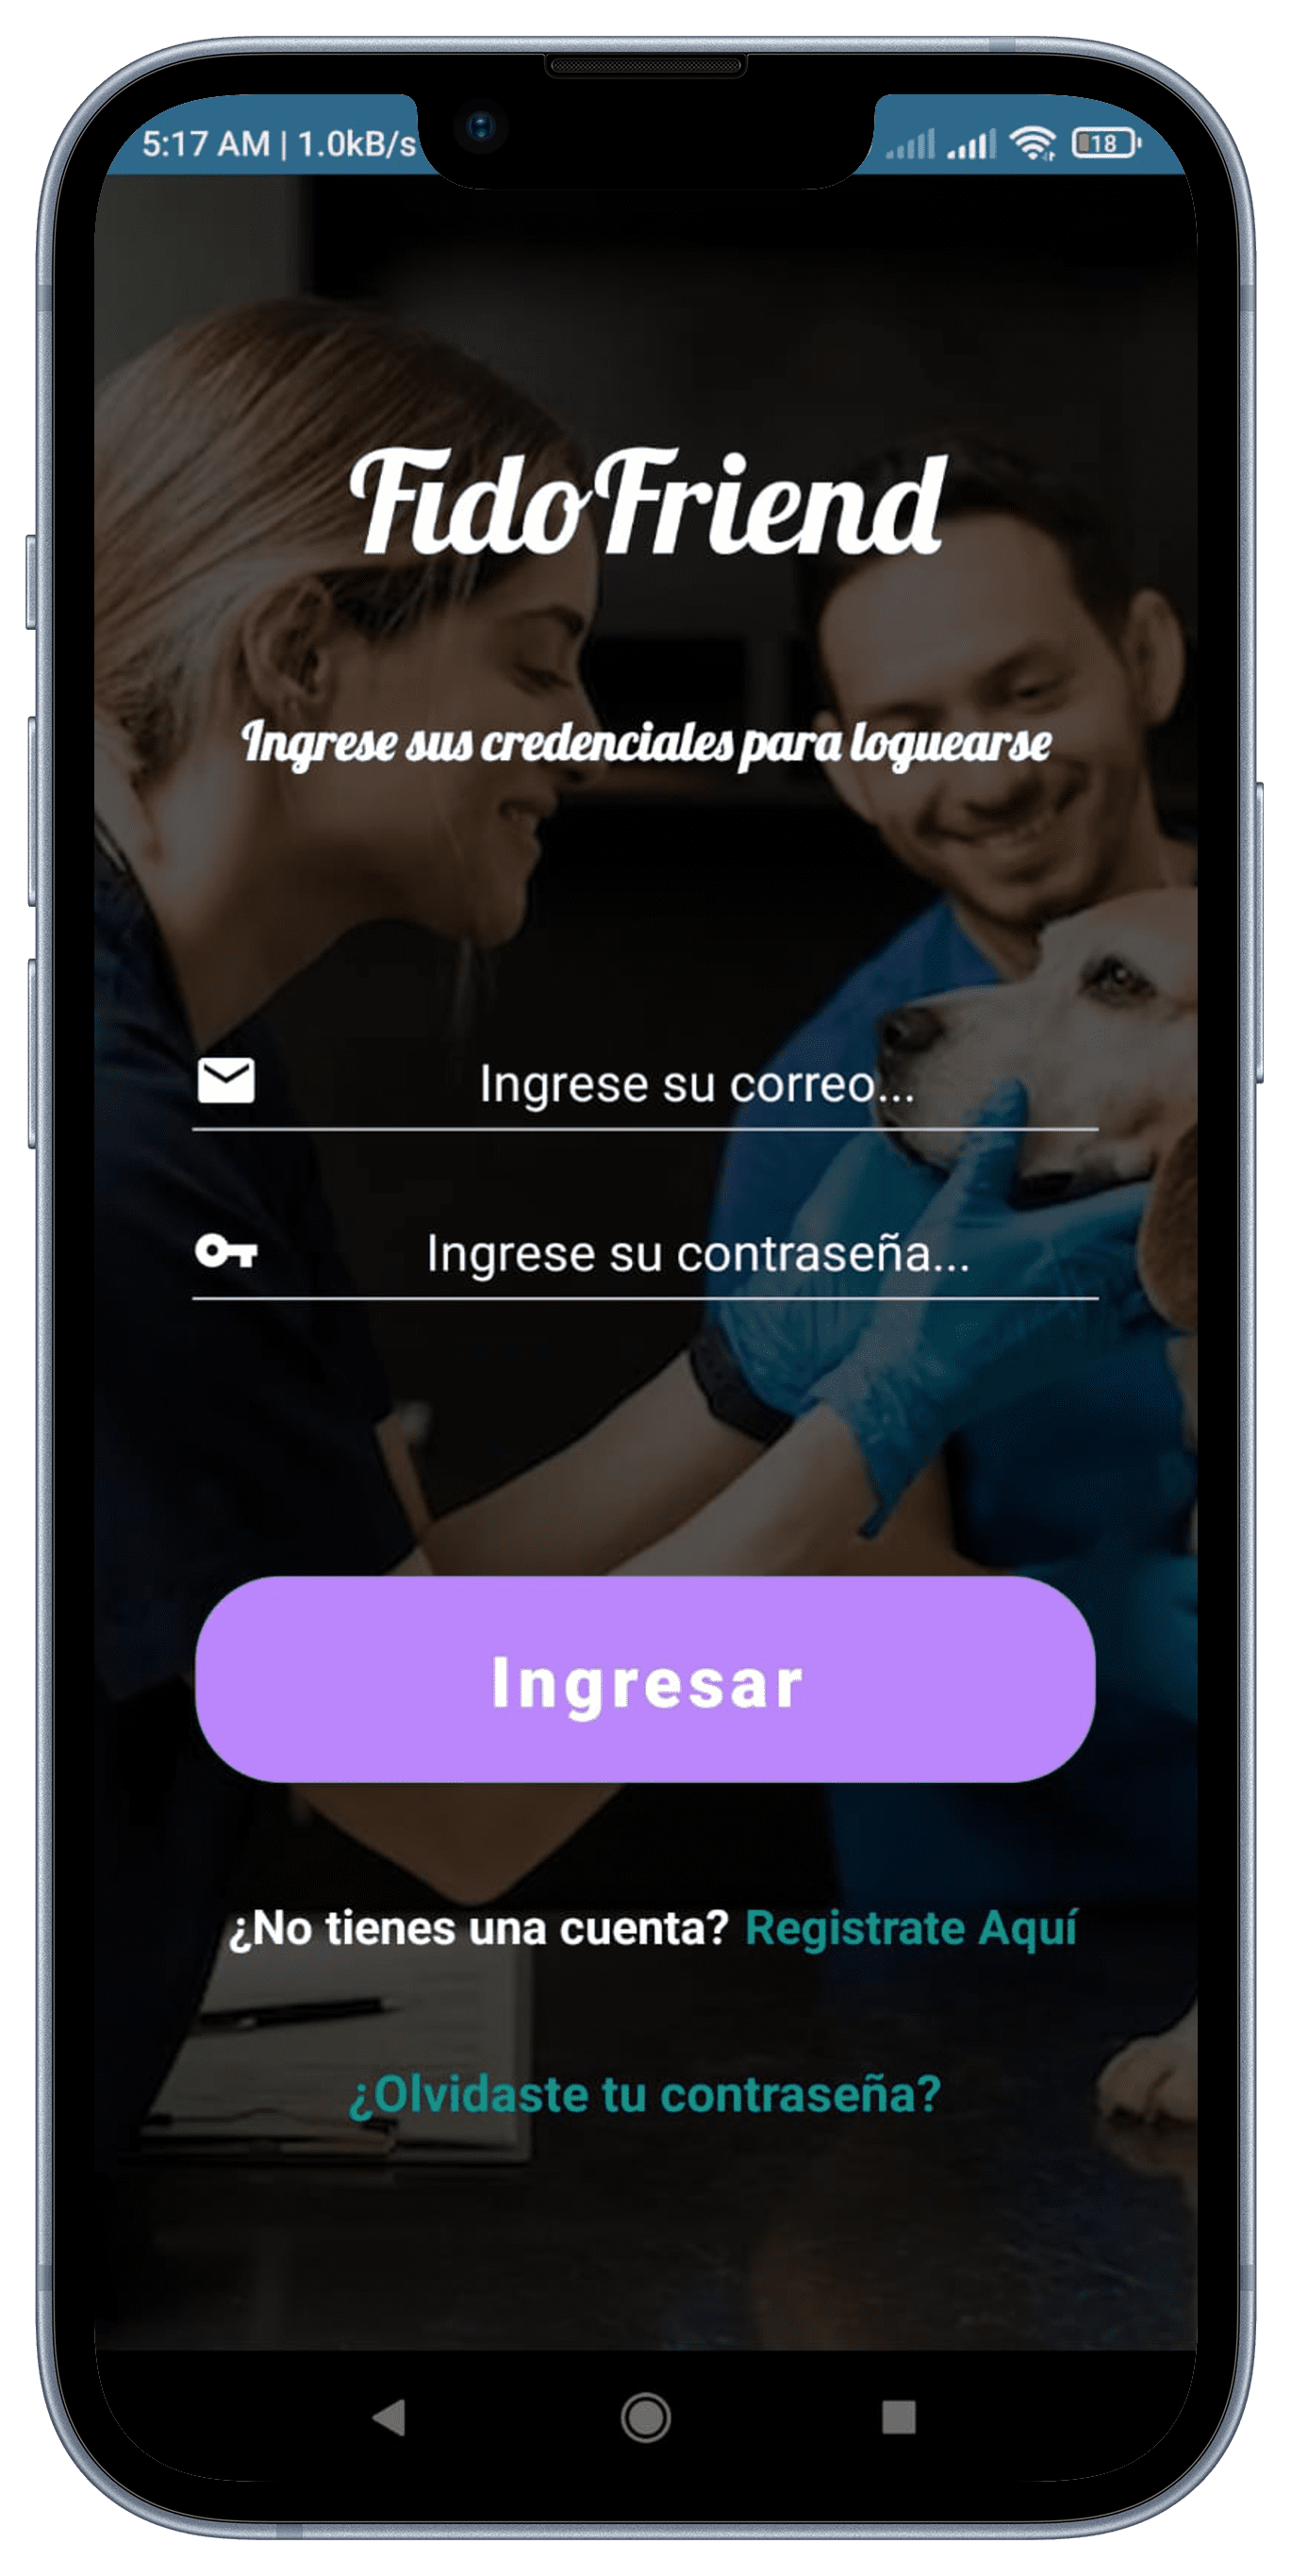 5:17 AM | 1.0kB/s
18
FidoFriend
Ingrese sus credenciales para loguearse
Ingrese su correo...
Ingrese su contraseña...
Ingresar
¿No tienes una cuenta? Registrate Aquí
¿Olvidaste tu contraseña?